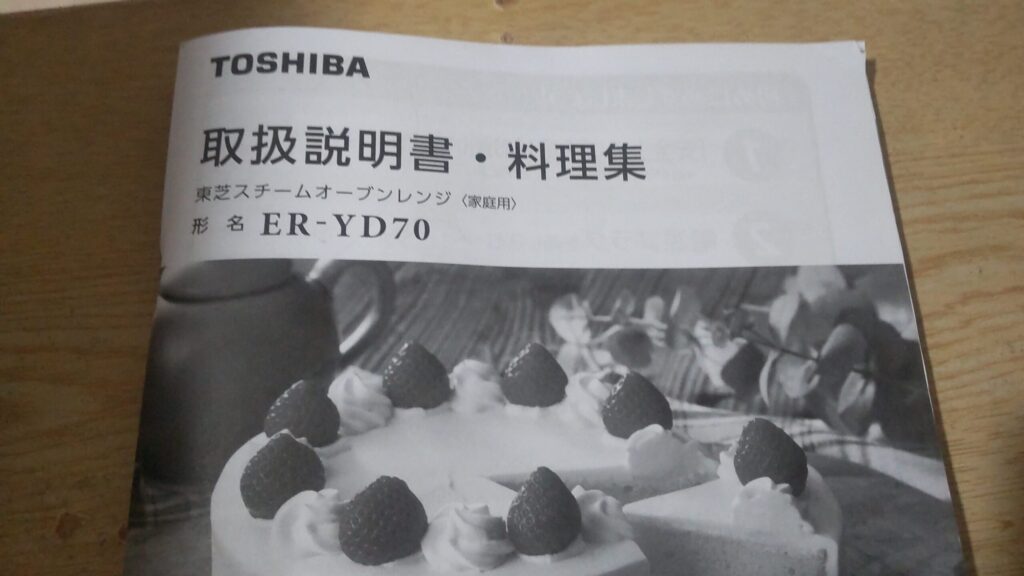 TOSHIBA
取扱説明書・料理集
東芝スチームオーブンレンジ〈家庭用〉
形名 ER-YD70